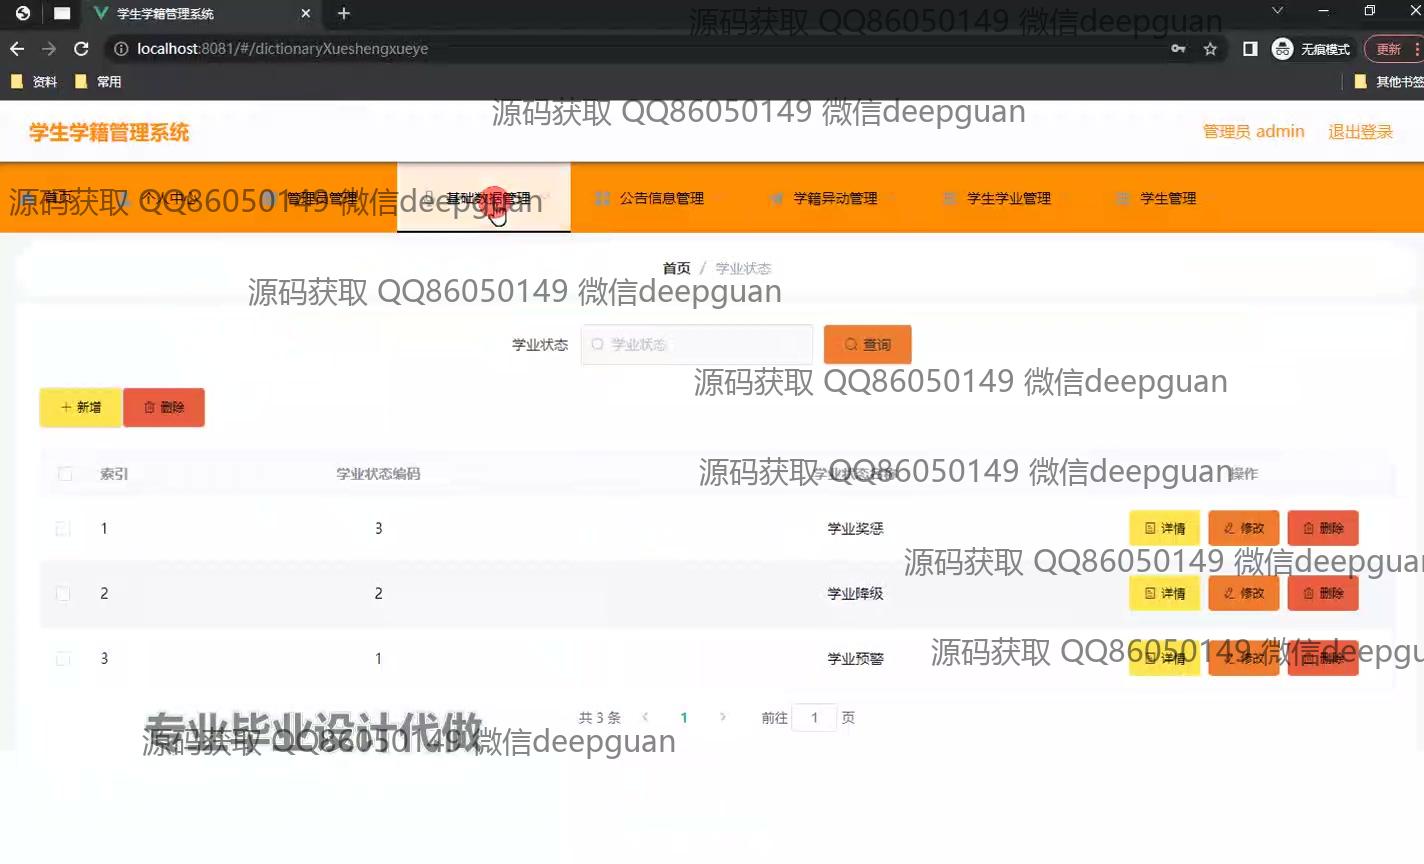 学生学籍管理系统
源码获取 QQ86050149 微信deepguan
localhost:8081/#/dictionaryXueshengxueye
无痕模式
更新
资料
常用
其他书签
源码获取 QQ86050149 微信deepguan
学生学籍管理系统
管理员 admin
退出登录
首页
个人中心
管理员管理
基础数据管理
公告信息管理
学籍异动管理
学生学业管理
学生管理
源码获取 QQ86050149 微信deepguan
首页 / 学业状态
源码获取 QQ86050149 微信deepguan
学业状态
学业状态
查询
源码获取 QQ86050149 微信deepguan
新增
删除
索引 学业状态编码 学业状态名称 操作
源码获取 QQ86050149 微信deepguan
1 3 学业奖惩 详情 修改 删除
源码获取 QQ86050149 微信deepguan
2 2 学业降级 详情 修改 删除
3 1 学业预警 详情 修改 删除
源码获取 QQ86050149 微信deepgu
共 3 条 1 前往 1 页
专业毕业设计代做
源码获取 QQ86050149 微信deepguan